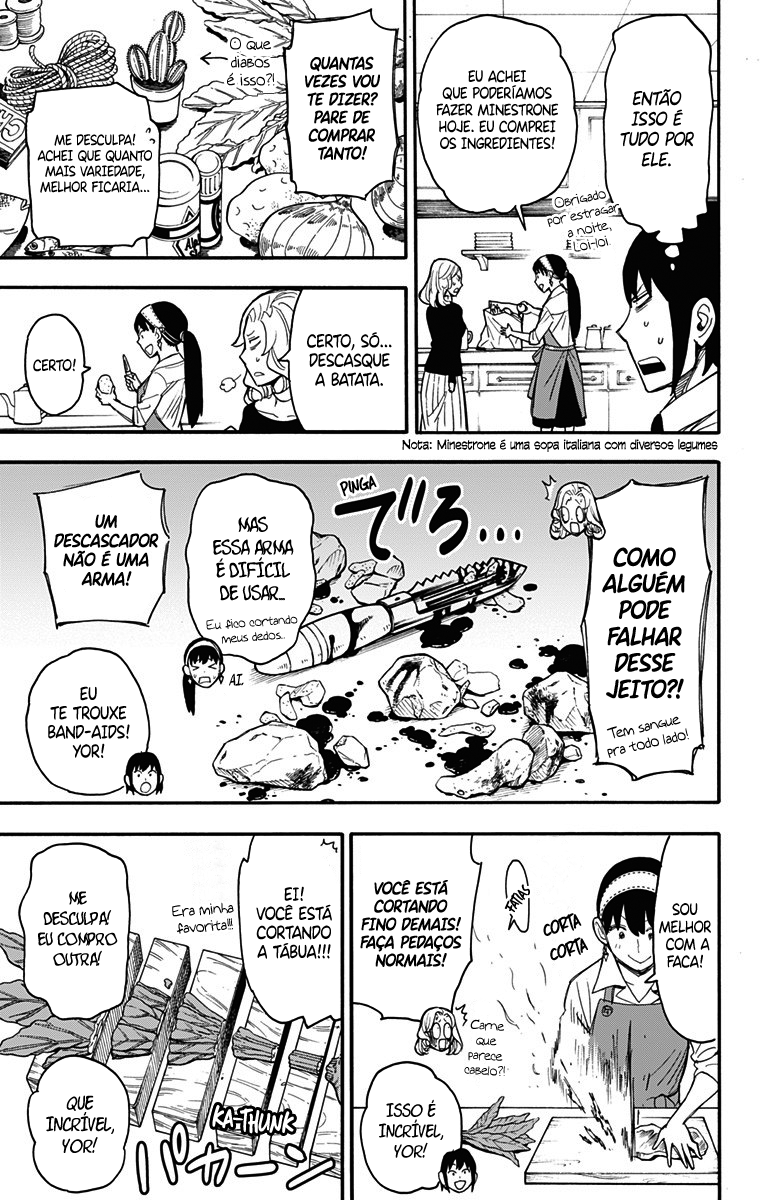 ENTÃO
ISSO É
TUDO POR
ELE.
EU ACHEI
QUE PODERÍAMOS
FAZER MINESTRONE
HOJE. EU COMPREI
OS INGREDIENTES!
Obrigado
por estragar
a noite,
Loi-loi.
QUANTAS
VEZES VOU
TE DIZER?
PARE DE
COMPRAR
TANTO!
O que
diabos
é isso?!
ME DESCULPA!
ACHEI QUE QUANTO
MAIS VARIEDADE,
MELHOR FICARIA...
CERTO, SÓ...
DESCASQUE
A BATATA.
CERTO!
Nota: Minestrone é uma sopa italiana com diversos legumes
COMO
ALGUÉM
PODE
FALHAR
DESSE
JEITO?!
Tem sangue
pra todo lado!
PINGA
でろ...
MAS
ESSA ARMA
É DIFÍCIL
DE USAR...
Eu fico cortando
meus dedos...
AI.
UM
DESCASCADOR
NÃO É UMA
ARMA!
EU
TE TROUXE
BAND-AIDS!
YOR!
SOU
MELHOR
COM A
FACA!
CORTA
CORTA
FATIAS
VOCÊ ESTÁ
CORTANDO
FINO DEMAIS!
FAÇA PEDAÇOS
NORMAIS!
Carne
que
parece
cabelo?!
ISSO É
INCRÍVEL,
YOR!
EI!
VOCÊ ESTÁ
CORTANDO
A TÁBUA!!!
Era minha
favorita!!!
ME
DESCULPA!
EU COMPRO
OUTRA!
KA-THUNK
パカーン
QUE
INCRÍVEL,
YOR!